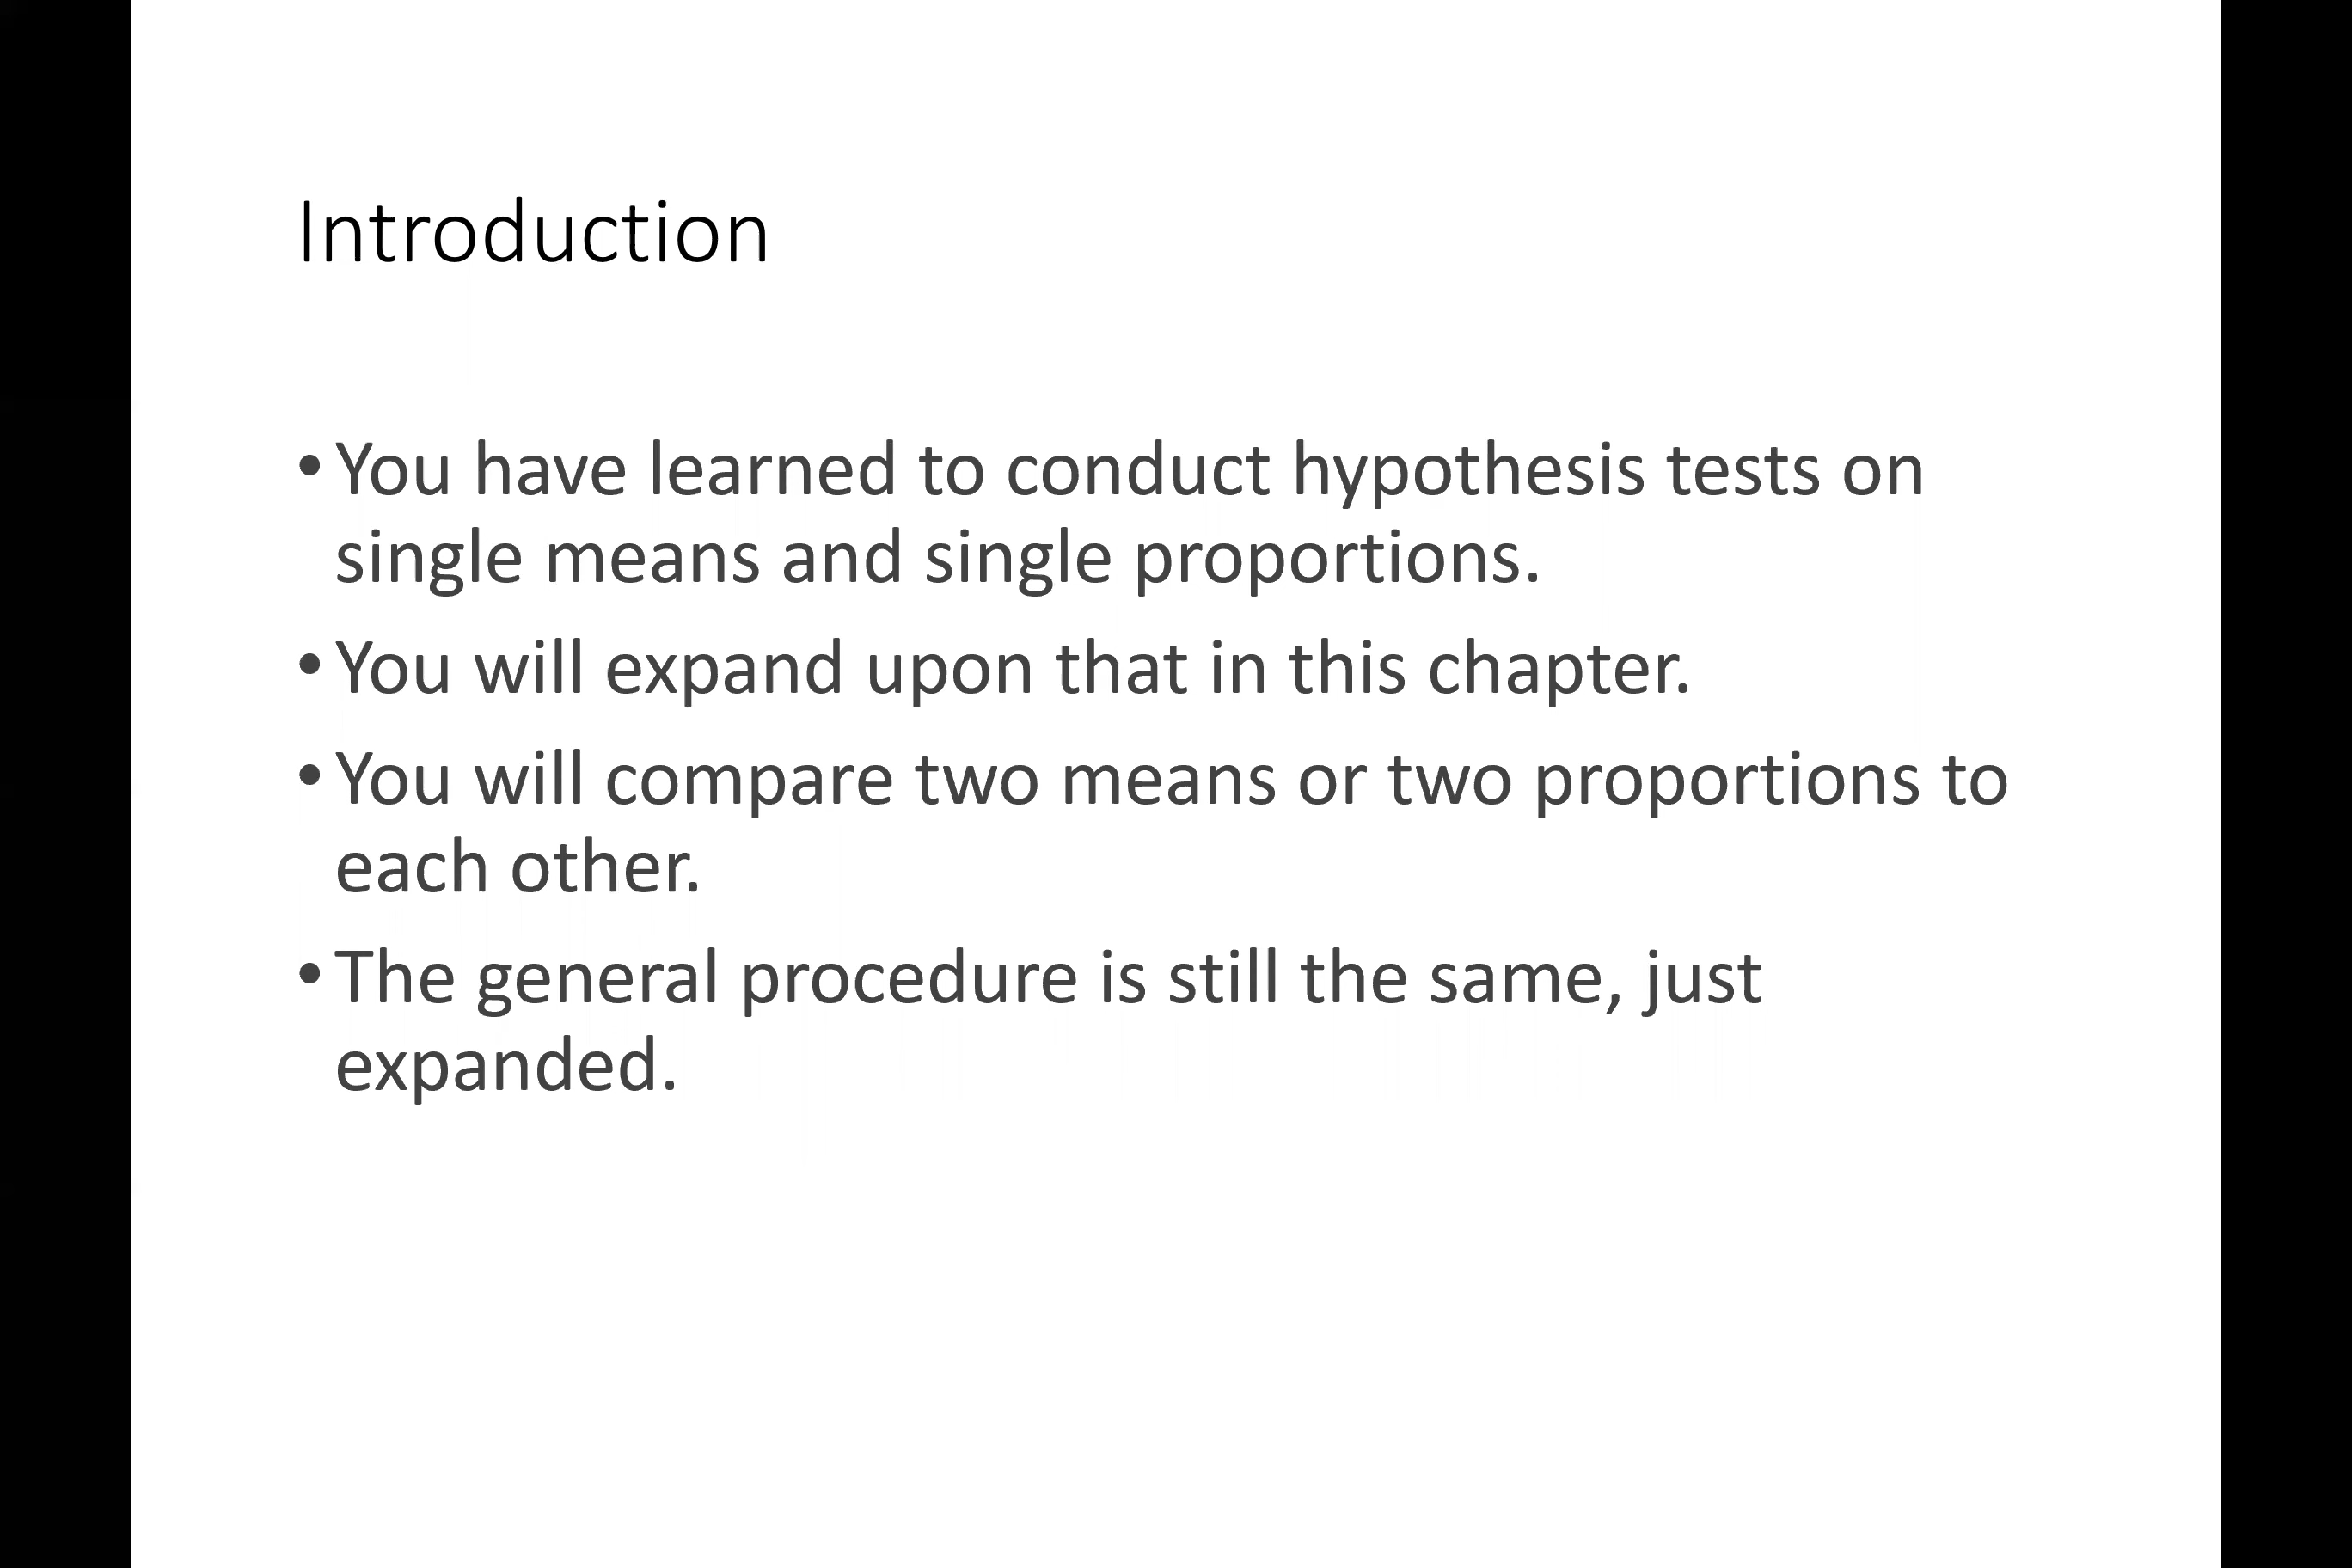 Introduction
• You have learned to conduct hypothesis tests on
single means and single proportions.
• You will expand upon that in this chapter.
• You will compare two means or two proportions to
each other.
• The general procedure is still the same, just
expanded.